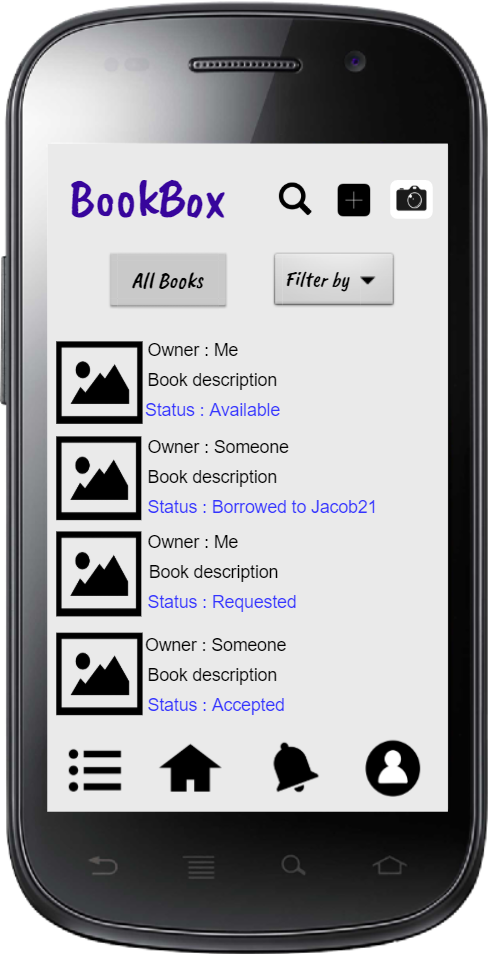 BookBox
All Books
Filter by
Owner : Me
Book description
Status : Available
Owner : Someone
Book description
Status : Borrowed to Jacob21
Owner : Me
Book description
Status : Requested
Owner : Someone
Book description
Status : Accepted